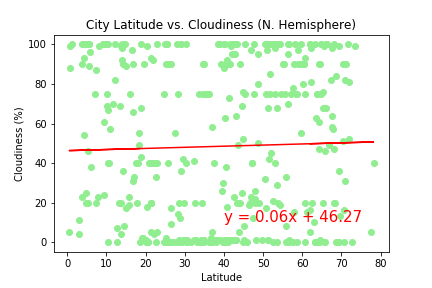 City Latitude vs. Cloudiness (N. Hemisphere)
Cloudiness (%)
100
80
60
40
20
0
y = 0.06x + 46.27
0 10 20 30 40 50 60 70 80
Latitude